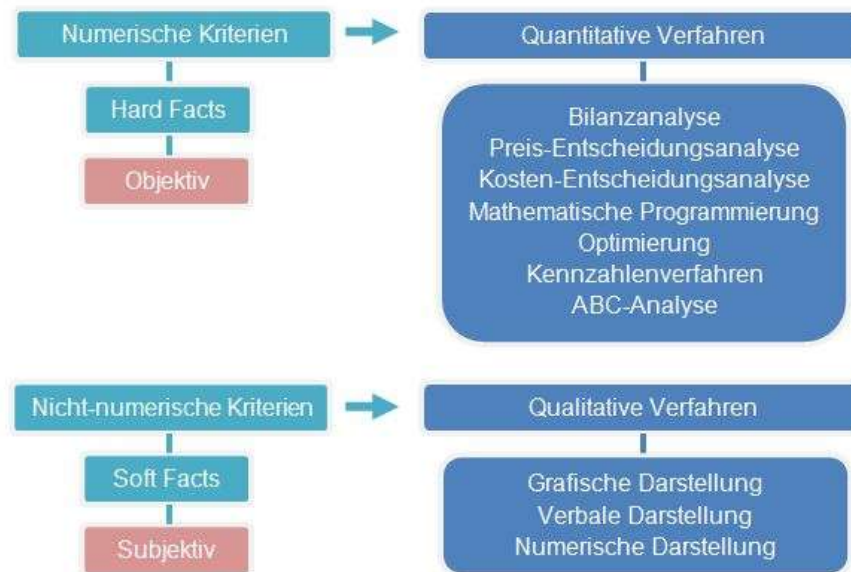 Numerische Kriterien
Quantitative Verfahren
Hard Facts
Objektiv
Bilanzanalyse
Preis-Entscheidungsanalyse
Kosten-Entscheidungsanalyse
Mathematische Programmierung
Optimierung
Kennzahlenverfahren
ABC-Analyse
Nicht-numerische Kriterien
Qualitative Verfahren
Soft Facts
Subjektiv
Grafische Darstellung
Verbale Darstellung
Numerische Darstellung